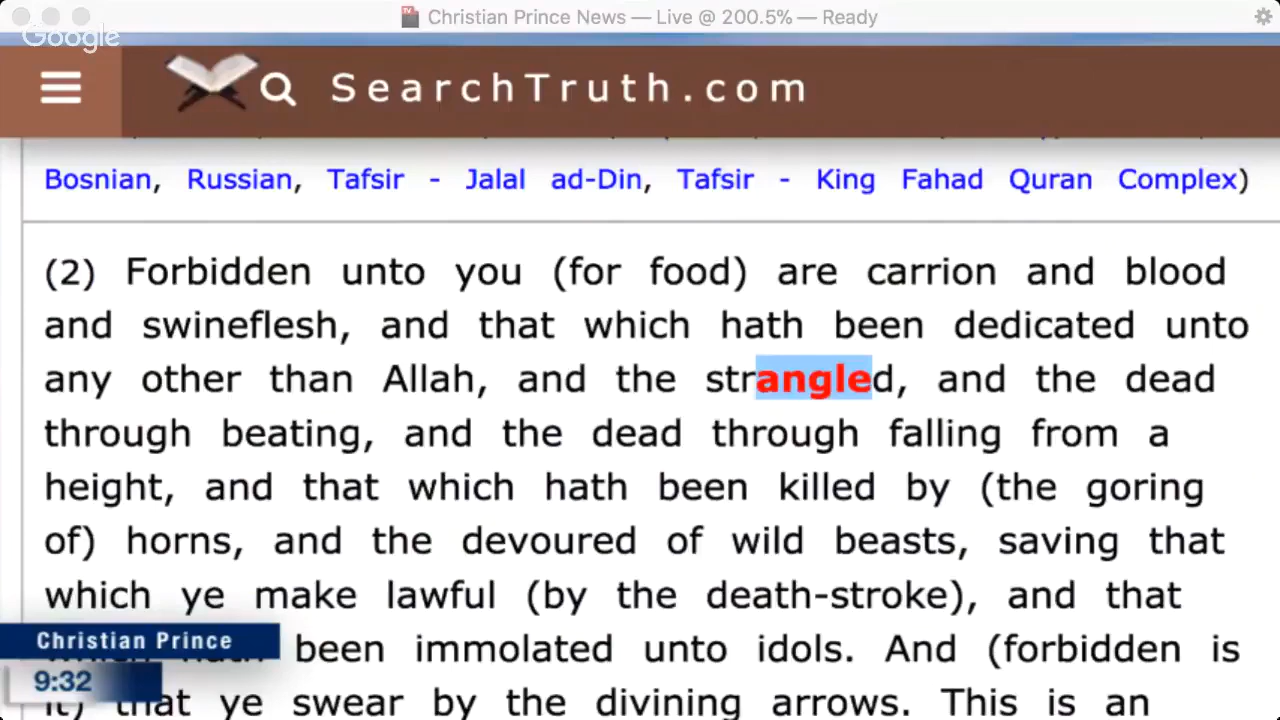 Christian Prince News — Live @ 200.5% — Ready
Google
SearchTruth.com
Bosnian, Russian, Tafsir - Jalal ad-Din, Tafsir - King Fahad Quran Complex)
(2) Forbidden unto you (for food) are carrion and blood
and swineflesh, and that which hath been dedicated unto
any other than Allah, and the strangled, and the dead
through beating, and the dead through falling from a
height, and that which hath been killed by (the goring
of) horns, and the devoured of wild beasts, saving that
which ye make lawful (by the death-stroke), and that
which hath been immolated unto idols. And (forbidden is
it) that ye swear by the divining arrows. This is an
Christian Prince
9:32